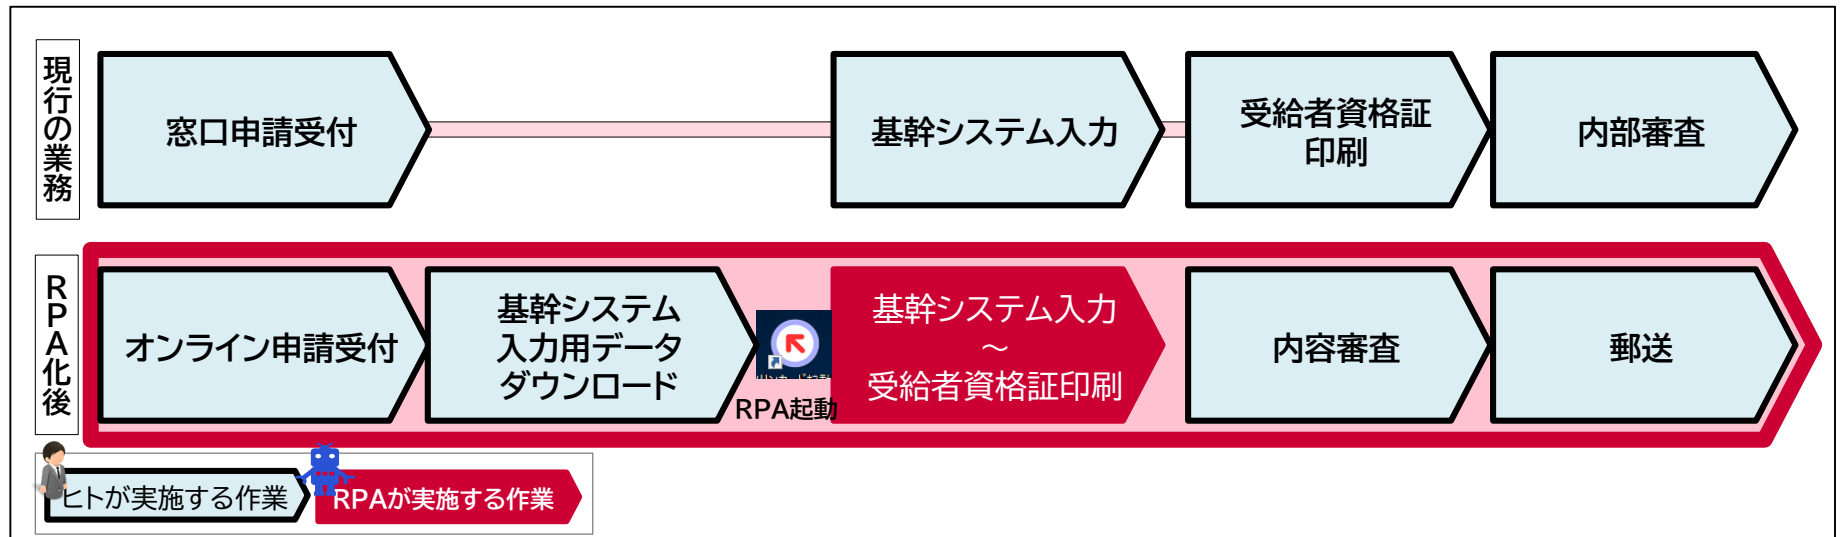 現行の業務
窓口申請受付
基幹システム入力
受給者資格証
印刷
内部審査
RPA化後
オンライン申請受付
基幹システム
入力用データ
ダウンロード
RPA起動
基幹システム入力
～
受給者資格証印刷
内容審査
郵送
ヒトが実施する作業
RPAが実施する作業